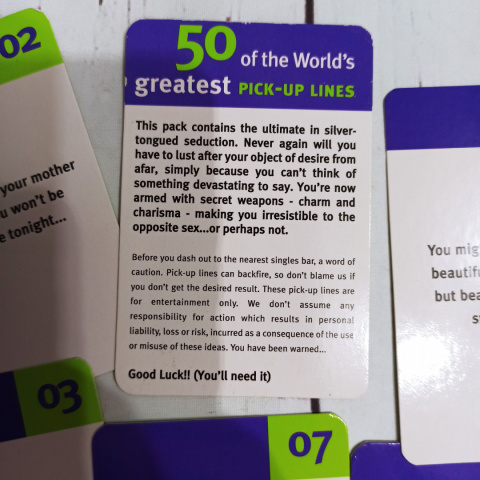 50 of the World's
greatest PICK-UP LINES
This pack contains the ultimate in silver-
tongued seduction. Never again will you
have to lust after your object of desire from
afar, simply because you can't think of
something devastating to say. You're now
armed with secret weapons - charm and
charisma - making you irresistible to the
opposite sex...or perhaps not.
Before you dash out to the nearest singles bar, a word of
caution. Pick-up lines can backfire, so don't blame us if
you don't get the desired result. These pick-up lines are
for entertainment only. We don't assume any
responsibility for action which results in personal
liability, loss or risk, incurred as a consequence of the use
or misuse of these ideas. You have been warned...
Good Luck!! (You'll need it)
02
your mother
won't be
tonight...
You
but
03
07